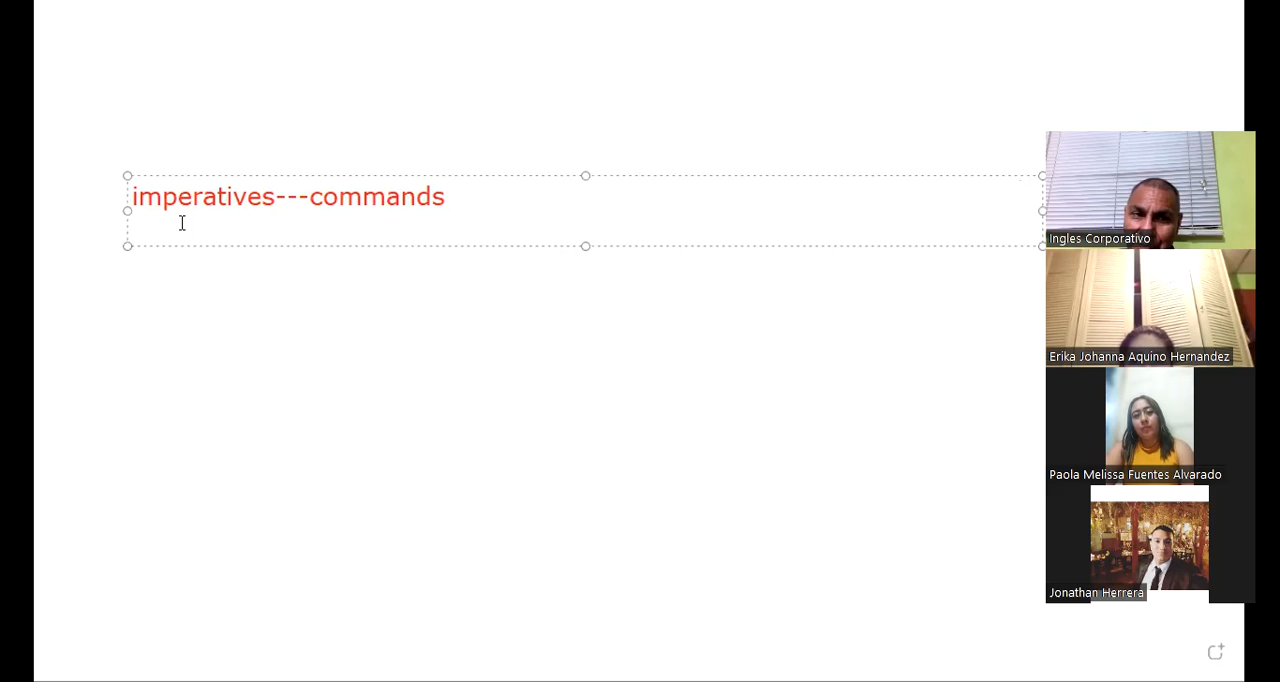 imperatives---commands
Ingles Corporativo
Erika Johanna Aquino Hernandez
Paola Melissa Fuentes Alvarado
Jonathan Herrera